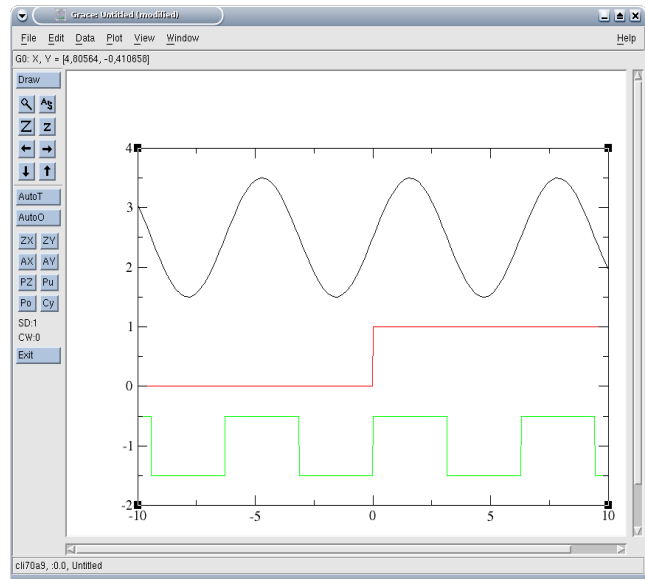 Grace: Untitled (modified)
File Edit Data Plot View Window Help
G0: X, Y = [4,80564, -0,410658]
Draw
AS
Z z
AutoT
AutoO
ZX ZY
AX AY
PZ Pu
Po Cy
SD:1
CW:0
Exit
4
3
2
1
0
-1
-2
-10 -5 0 5 10
cli70a9, :0.0, Untitled